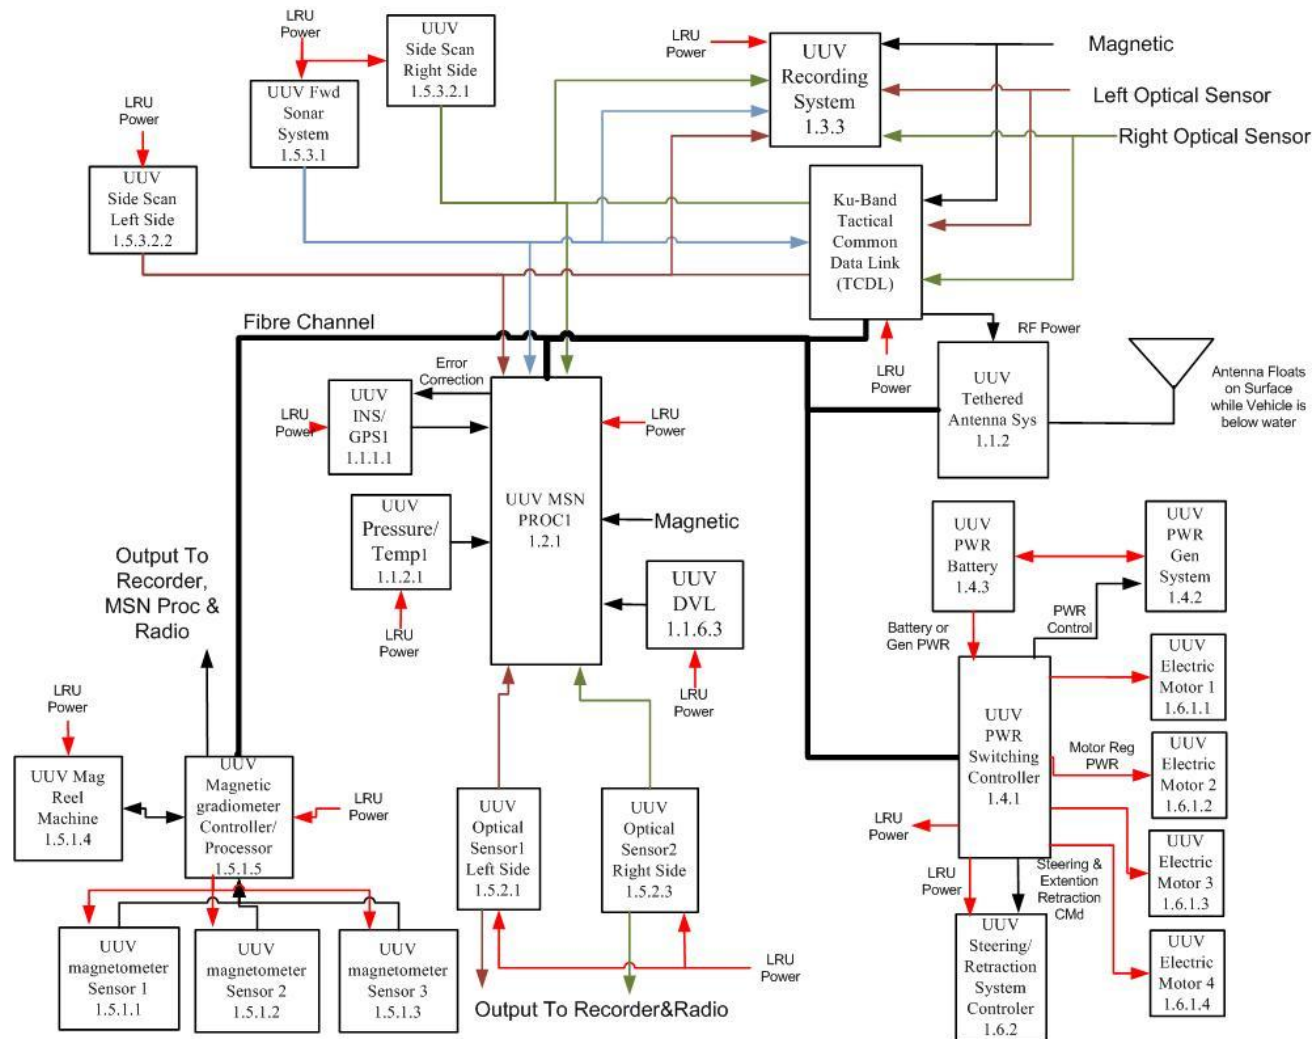 LRU
Power
UUV
Side Scan
Right Side
1.5.3.2.1
UUV Fwd
Sonar
System
1.5.3.1
LRU
Power
UUV
Side Scan
Left Side
1.5.3.2.2
LRU
Power
UUV
Recording
System
1.3.3
Magnetic
Left Optical Sensor
Right Optical Sensor
Ku-Band
Tactical
Common
Data Link
(TCDL)
LRU
Power
RF Power
UUV
Tethered
Antenna Sys
1.1.2
Antenna Floats
on Surface
while Vehicle is
below water
Fibre Channel
Error
Correction
UUV
INS/
GPS1
1.1.1.1
LRU
Power
LRU
Power
UUV MSN
PROC1
1.2.1
Magnetic
UUV
Pressure/
Temp1
1.1.2.1
LRU
Power
UUV
DVL
1.1.6.3
LRU
Power
UUV
PWR
Battery
1.4.3
UUV
PWR
Gen
System
1.4.2
Battery or
Gen PWR
PWR
Control
UUV
PWR
Switching
Controller
1.4.1
UUV
Electric
Motor 1
1.6.1.1
Motor Reg
PWR
UUV
Electric
Motor 2
1.6.1.2
UUV
Electric
Motor 3
1.6.1.3
UUV
Electric
Motor 4
1.6.1.4
LRU
Power
LRU
Power
Steering &
Extention
Retraction
CMd
UUV
Steering/
Retraction
System
Controler
1.6.2
Output To
Recorder,
MSN Proc &
Radio
LRU
Power
UUV Mag
Reel
Machine
1.5.1.4
UUV
Magnetic
gradiometer
Controller/
Processor
1.5.1.5
LRU
Power
UUV
magnetometer
Sensor 1
1.5.1.1
UUV
magnetometer
Sensor 2
1.5.1.2
UUV
magnetometer
Sensor 3
1.5.1.3
UUV
Optical
Sensor1
Left Side
1.5.2.1
UUV
Optical
Sensor2
Right Side
1.5.2.3
LRU
Power
Output To Recorder&Radio